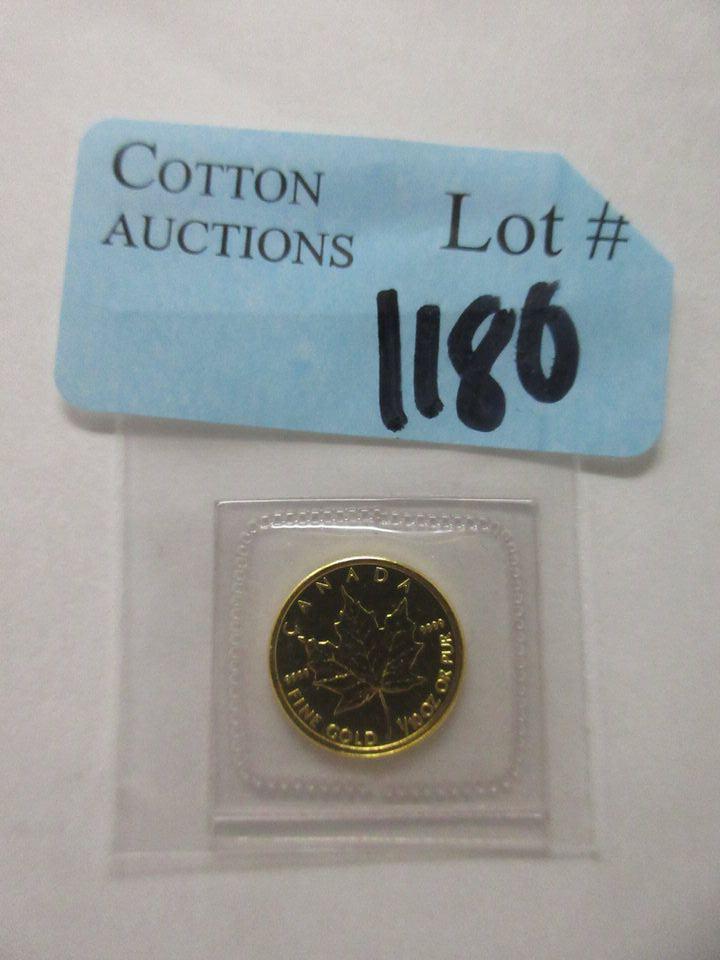 COTTON
AUCTIONS
Lot #
1180
CANADA
9999
FINE GOLD 1/10 OZ OR PUR